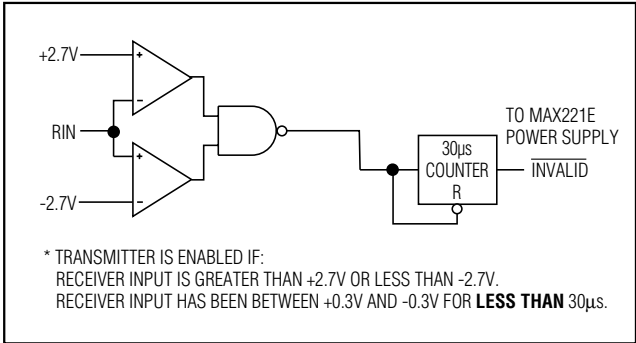 +2.7V
+
-
RIN
+
-
-2.7V
30μs
COUNTER
R
TO MAX221E
POWER SUPPLY
INVALID
* TRANSMITTER IS ENABLED IF:
RECEIVER INPUT IS GREATER THAN +2.7V OR LESS THAN -2.7V.
RECEIVER INPUT HAS BEEN BETWEEN +0.3V AND -0.3V FOR LESS THAN 30μs.